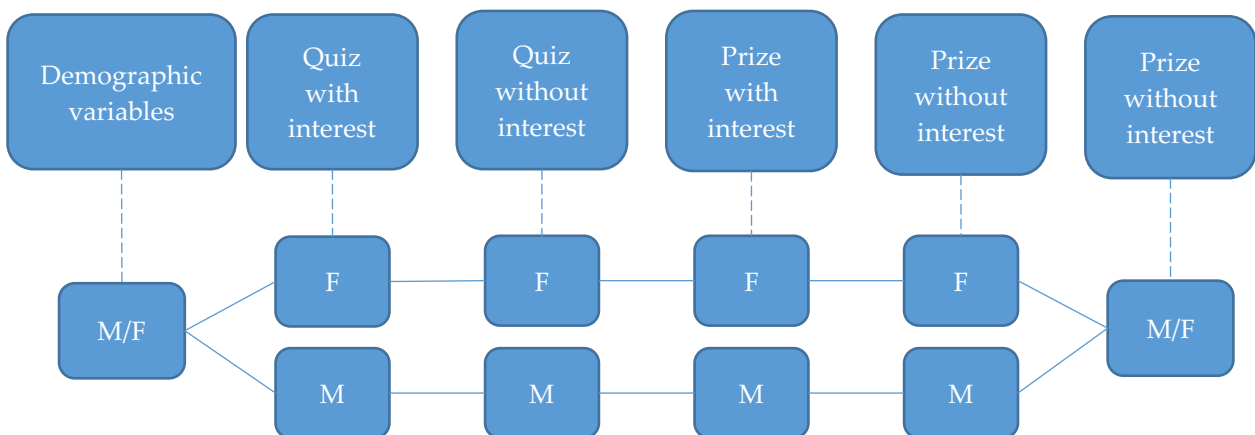 Demographic
variables
Quiz
with
interest
Quiz
without
interest
Prize
with
interest
Prize
without
interest
Prize
without
interest
M/F
F
F
F
F
M/F
M
M
M
M